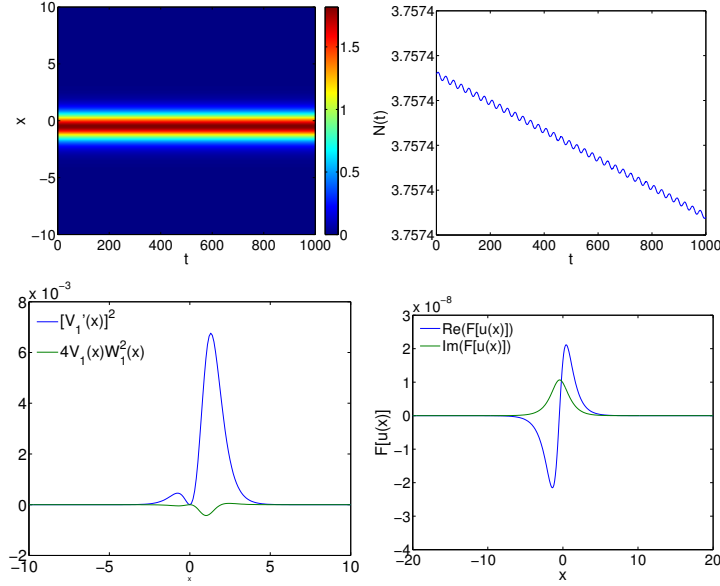 10
5
0
−5
−10
x
0 200 400 600 800 1000
t
1.5
1
0.5
0
3.7574
3.7574
3.7574
3.7574
3.7574
3.7574
N(t)
0 200 400 600 800 1000
t
x 10⁻³
8
6
4
2
0
−2
[V₁'(x)]²
4V₁(x)W₁²(x)
−10 −5 0 5 10
x
x 10⁻⁸
4
3
2
1
0
−1
−2
−3
−4
F[u(x)]
Re(F[u(x)])
Im(F[u(x)])
−20 −10 0 10 20
x